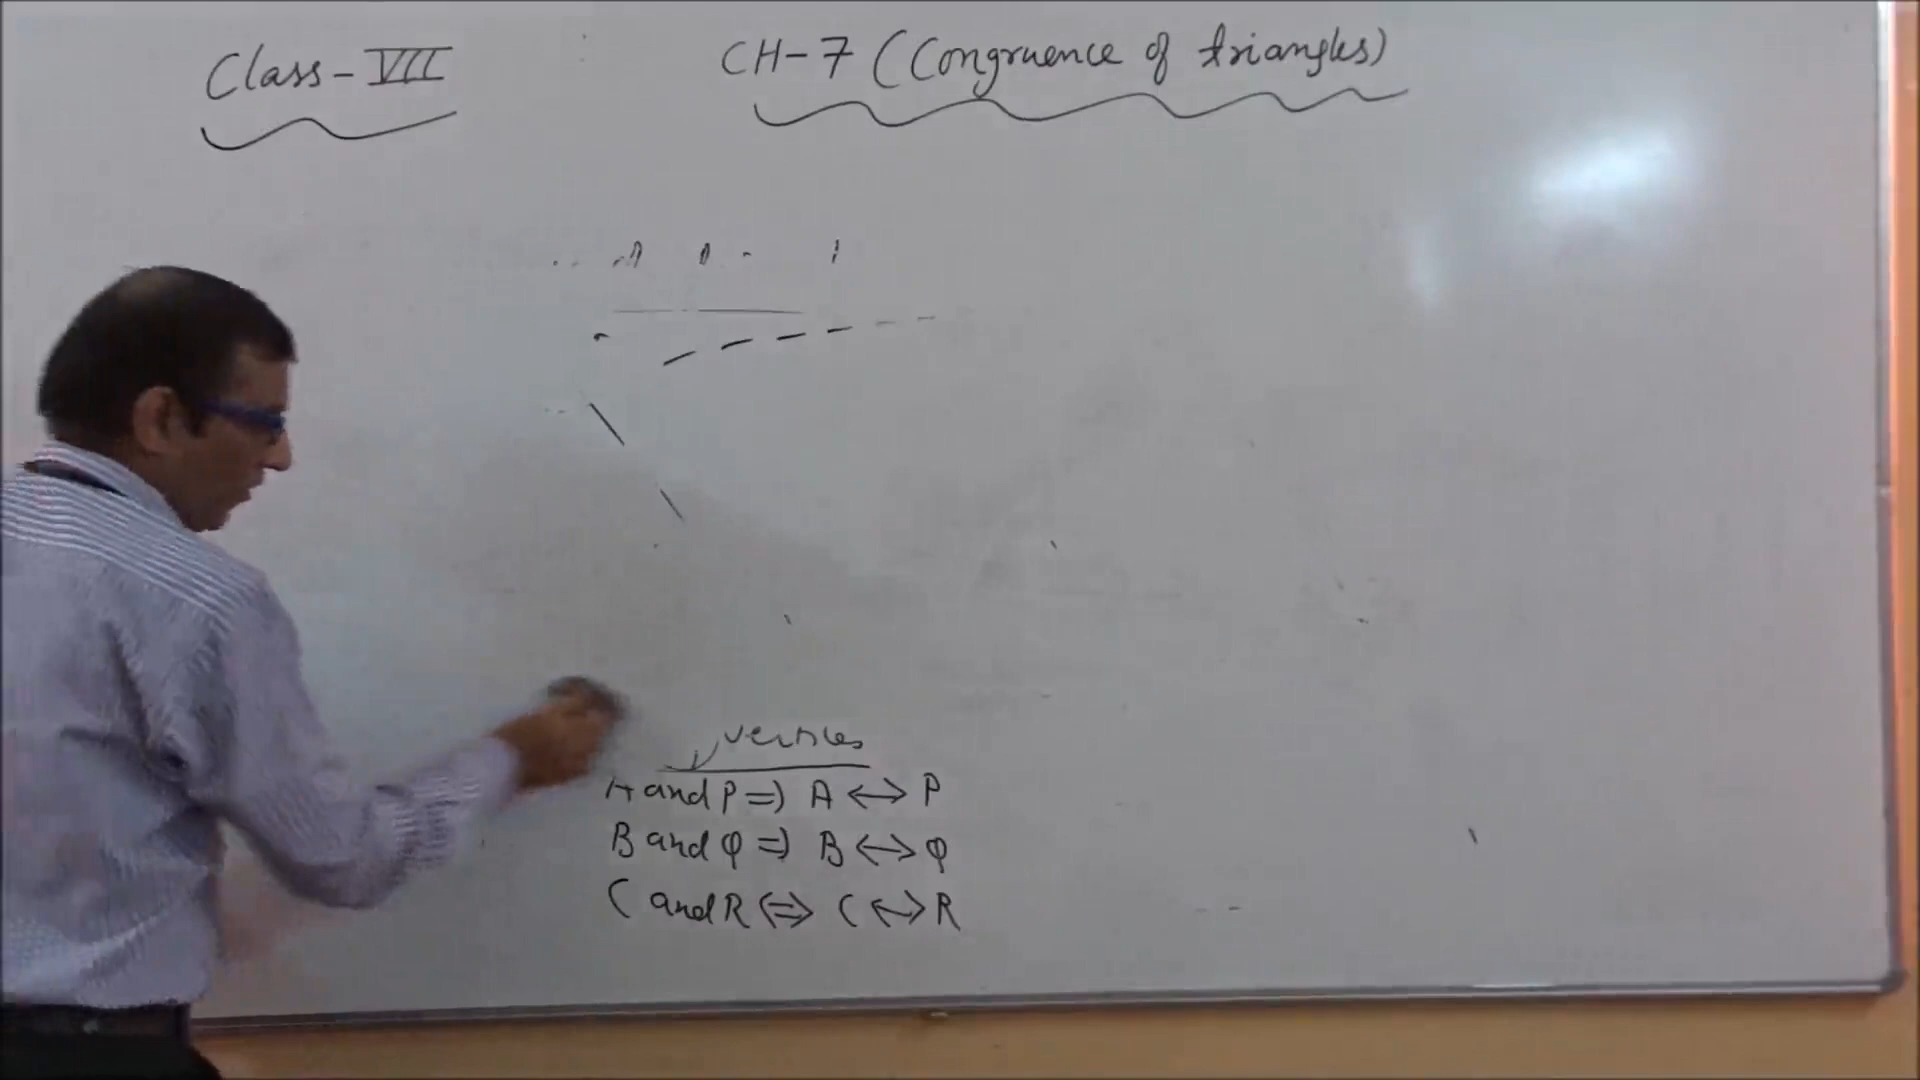 Class-VII
CH-7 (Congruence of triangles)
vertices
A and P => A <-> P
B and Q => B <-> Q
C and R <=> C <-> R